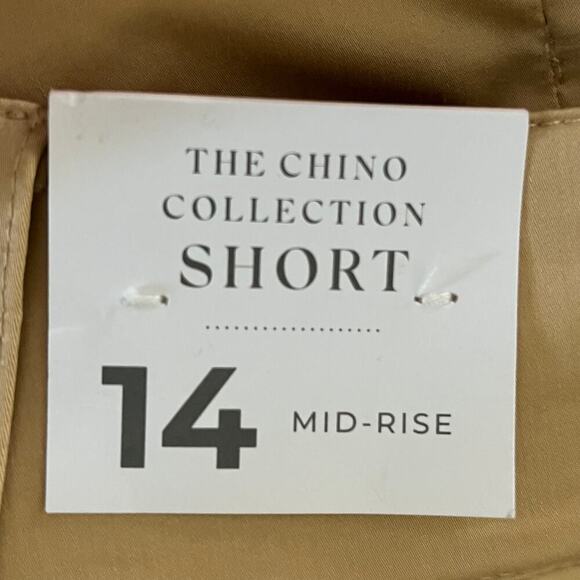 THE CHINO
COLLECTION
SHORT
14 MID-RISE